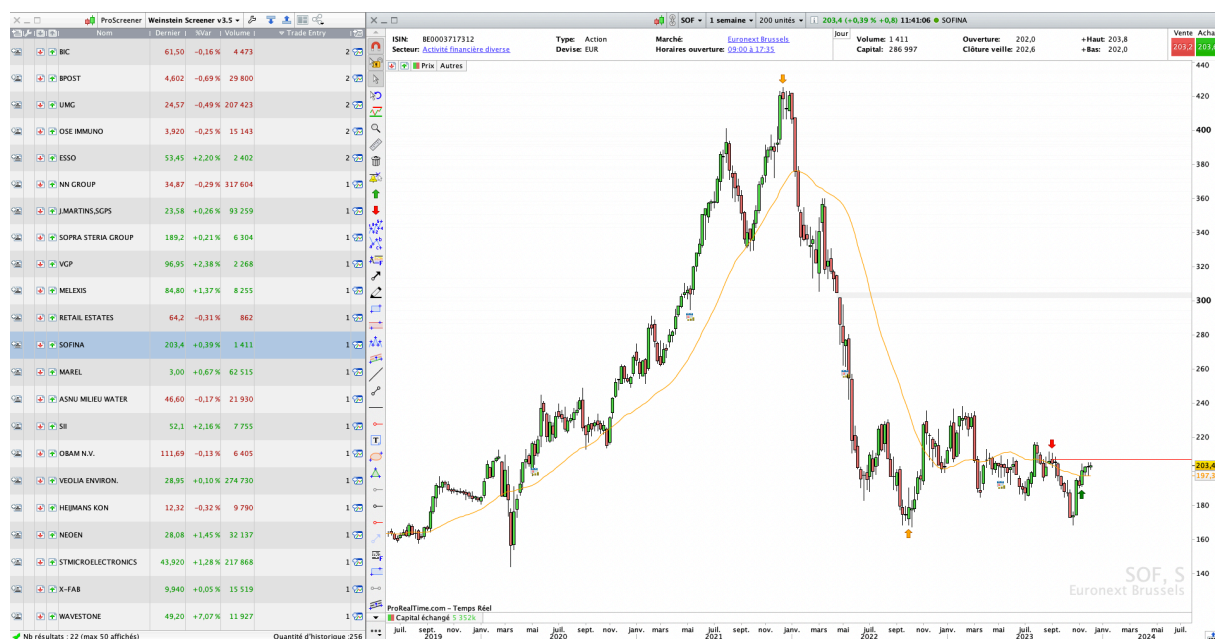 ProScreener Weinstein Screener v3.5
Nom Dernier %Var Volume Trade Entry
BIC 61,50 -0,16 % 4 473 2
BPOST 4,602 -0,69 % 29 800 2
UMG 24,57 -0,49 % 207 423 2
OSE IMMUNO 3,920 -0,25 % 15 143 2
ESSO 53,45 +2,20 % 2 402 2
NN GROUP 34,87 -0,29 % 317 604 1
J.MARTINS,SGPS 23,58 +0,26 % 93 259 1
SOPRA STERIA GROUP 189,2 +0,21 % 6 304 1
VGP 96,95 +2,38 % 2 268 1
MELEXIS 84,80 +1,37 % 8 255 1
RETAIL ESTATES 64,2 -0,31 % 862 1
SOFINA 203,4 +0,39 % 1 411 1
MAREL 3,00 +0,67 % 62 515 1
ASNU MILIEU WATER 46,60 -0,17 % 21 930 1
SII 52,1 +2,16 % 7 755 1
OBAM N.V. 111,69 -0,13 % 6 405 1
VEOLIA ENVIRON. 28,95 +0,10 % 274 730 1
HEIJMANS KON 12,32 -0,32 % 9 790 1
NEOEN 28,08 +1,45 % 32 137 1
STMICROELECTRONICS 43,920 +1,28 % 217 868 1
X-FAB 9,940 +0,05 % 15 519 1
WAVESTONE 49,20 +7,07 % 11 927 1
Nb résultats : 22 (max 50 affichés) Quantité d'historique :256
SOF 1 semaine 200 unités 203,4 (+0,39 % +0,8) 11:41:06 SOFINA
ISIN: BE0003717312 Type: Action Marché: Euronext Brussels
Secteur: Activité financière diverse Devise: EUR Horaires ouverture: 09:00 à 17:35
Jour Volume: 1 411 Ouverture: 202,0 +Haut: 203,8
Capital: 286 997 Clôture veille: 202,6 +Bas: 202,0
Vente Acha
203,2 203,
Prix Autres
440
420
400
380
360
340
320
300
280
260
240
220
203,4
197,3
180
160
140
SOF, S
Euronext Brussels
ProRealTime.com - Temps Réel
Capital échangé 5 352k
juil. sept. nov. janv. mars mai juil. sept. nov. janv. mars mai juil. sept. nov. janv. mars mai juil. sept. nov. janv. mars mai juil. sept. nov. janv. mars mai juil.
2019 2020 2021 2022 2023 2024